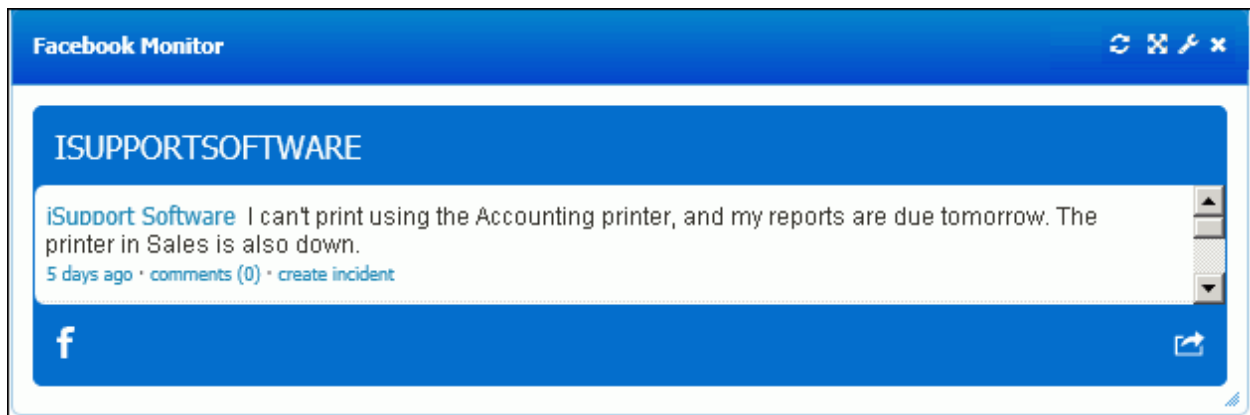 Facebook Monitor
ISUPPORTSOFTWARE
iSupport Software I can't print using the Accounting printer, and my reports are due tomorrow. The
printer in Sales is also down.
5 days ago · comments (0) · create incident
f